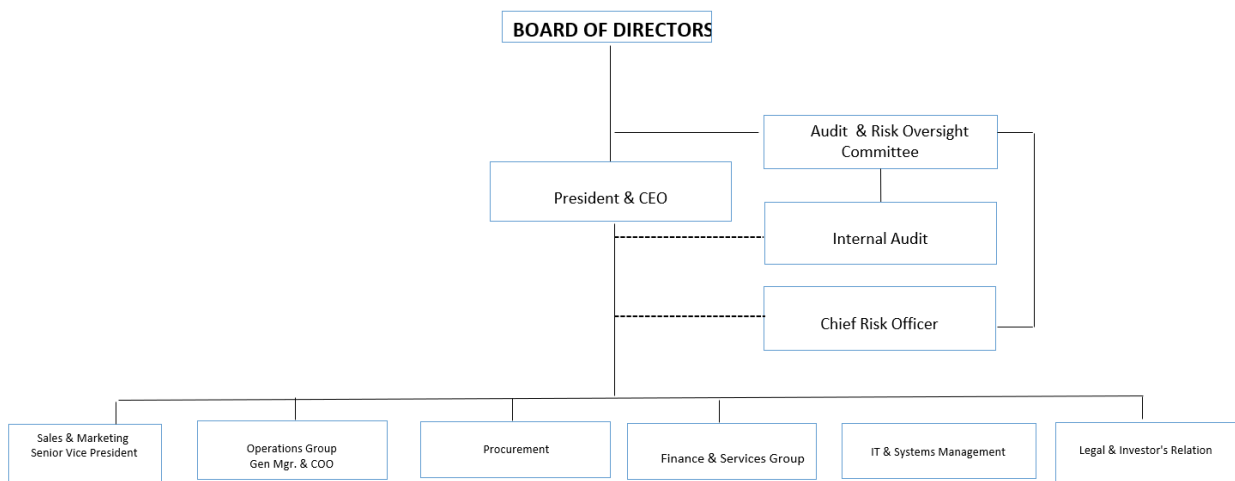 BOARD OF DIRECTORS
Audit & Risk Oversight
Committee
President & CEO
Internal Audit
Chief Risk Officer
Sales & Marketing
Senior Vice President
Operations Group
Gen Mgr. & COO
Procurement
Finance & Services Group
IT & Systems Management
Legal & Investor's Relation